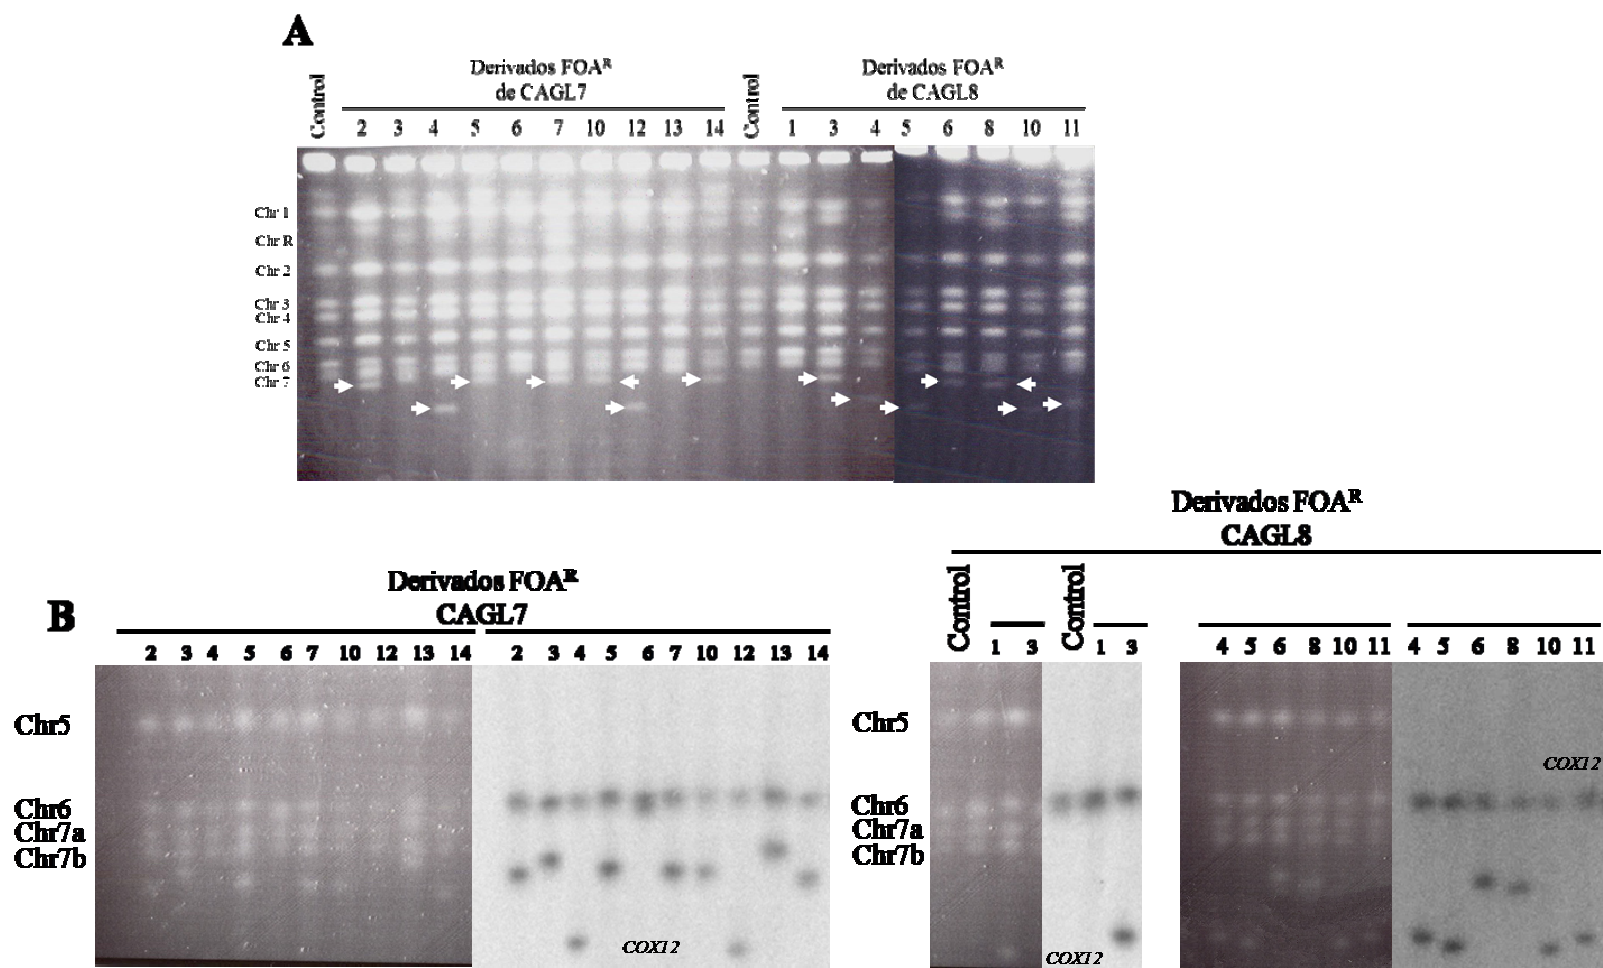 A
Derivados FOAᴿ
de CAGL7
Derivados FOAᴿ
de CAGL8
Control
2 3 4 5 6 7 10 12 13 14
Control
1 3 4 5 6 8 10 11
Chr 1
Chr R
Chr 2
Chr 3
Chr 4
Chr 5
Chr 6
Chr 7
B
Derivados FOAᴿ
CAGL7
2 3 4 5 6 7 10 12 13 14
2 3 4 5 6 7 10 12 13 14
Chr5
Chr6
Chr7a
Chr7b
COX12
Derivados FOAᴿ
CAGL8
Control
1 3
Control
1 3
4 5 6 8 10 11
4 5 6 8 10 11
Chr5
Chr6
Chr7a
Chr7b
COX12
COX12